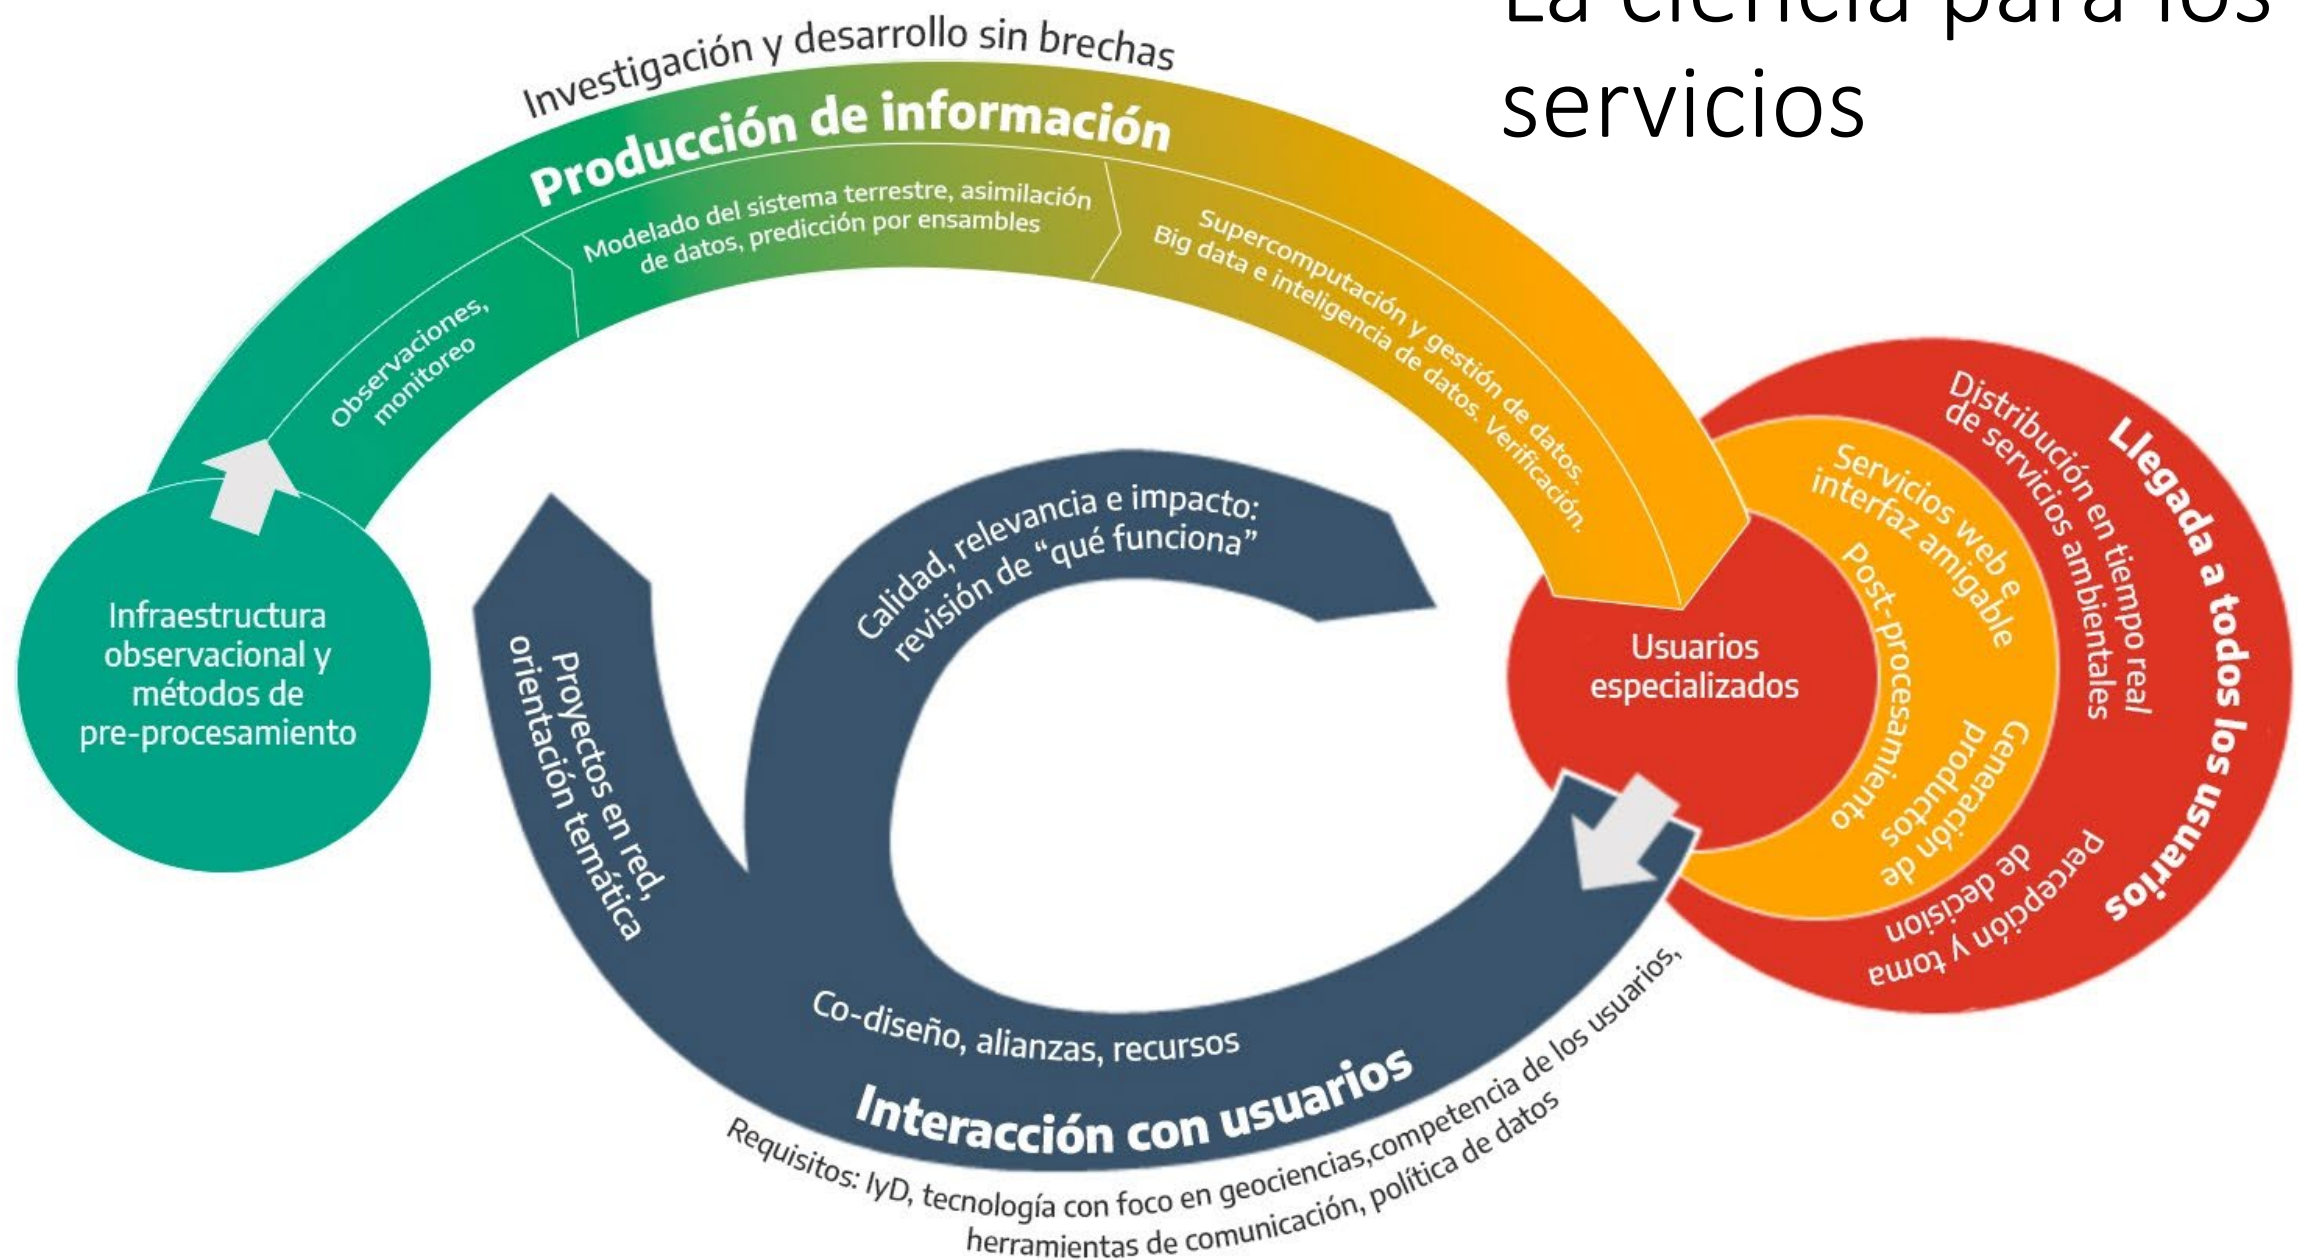 La ciencia para los
servicios
Investigación y desarrollo sin brechas
Producción de información
Observaciones,
monitoreo
Modelado del sistema terrestre, asimilación
de datos, predicción por ensambles
Supercomputación y gestión de datos.
Big data e inteligencia de datos. Verificación.
Infraestructura
observacional y
métodos de
pre-procesamiento
Usuarios
especializados
Post-procesamiento
Servicios web e
interfaz amigable
Generación de
productos
Distribución en tiempo real
de servicios ambientales
Percepción y toma
de decision
Llegada a todos los usuarios
Calidad, relevancia e impacto:
revisión de “qué funciona”
Proyectos en red,
orientación temática
Co-diseño, alianzas, recursos
Interacción con usuarios
Requisitos: IyD, tecnología con foco en geociencias,competencia de los usuarios,
herramientas de comunicación, política de datos